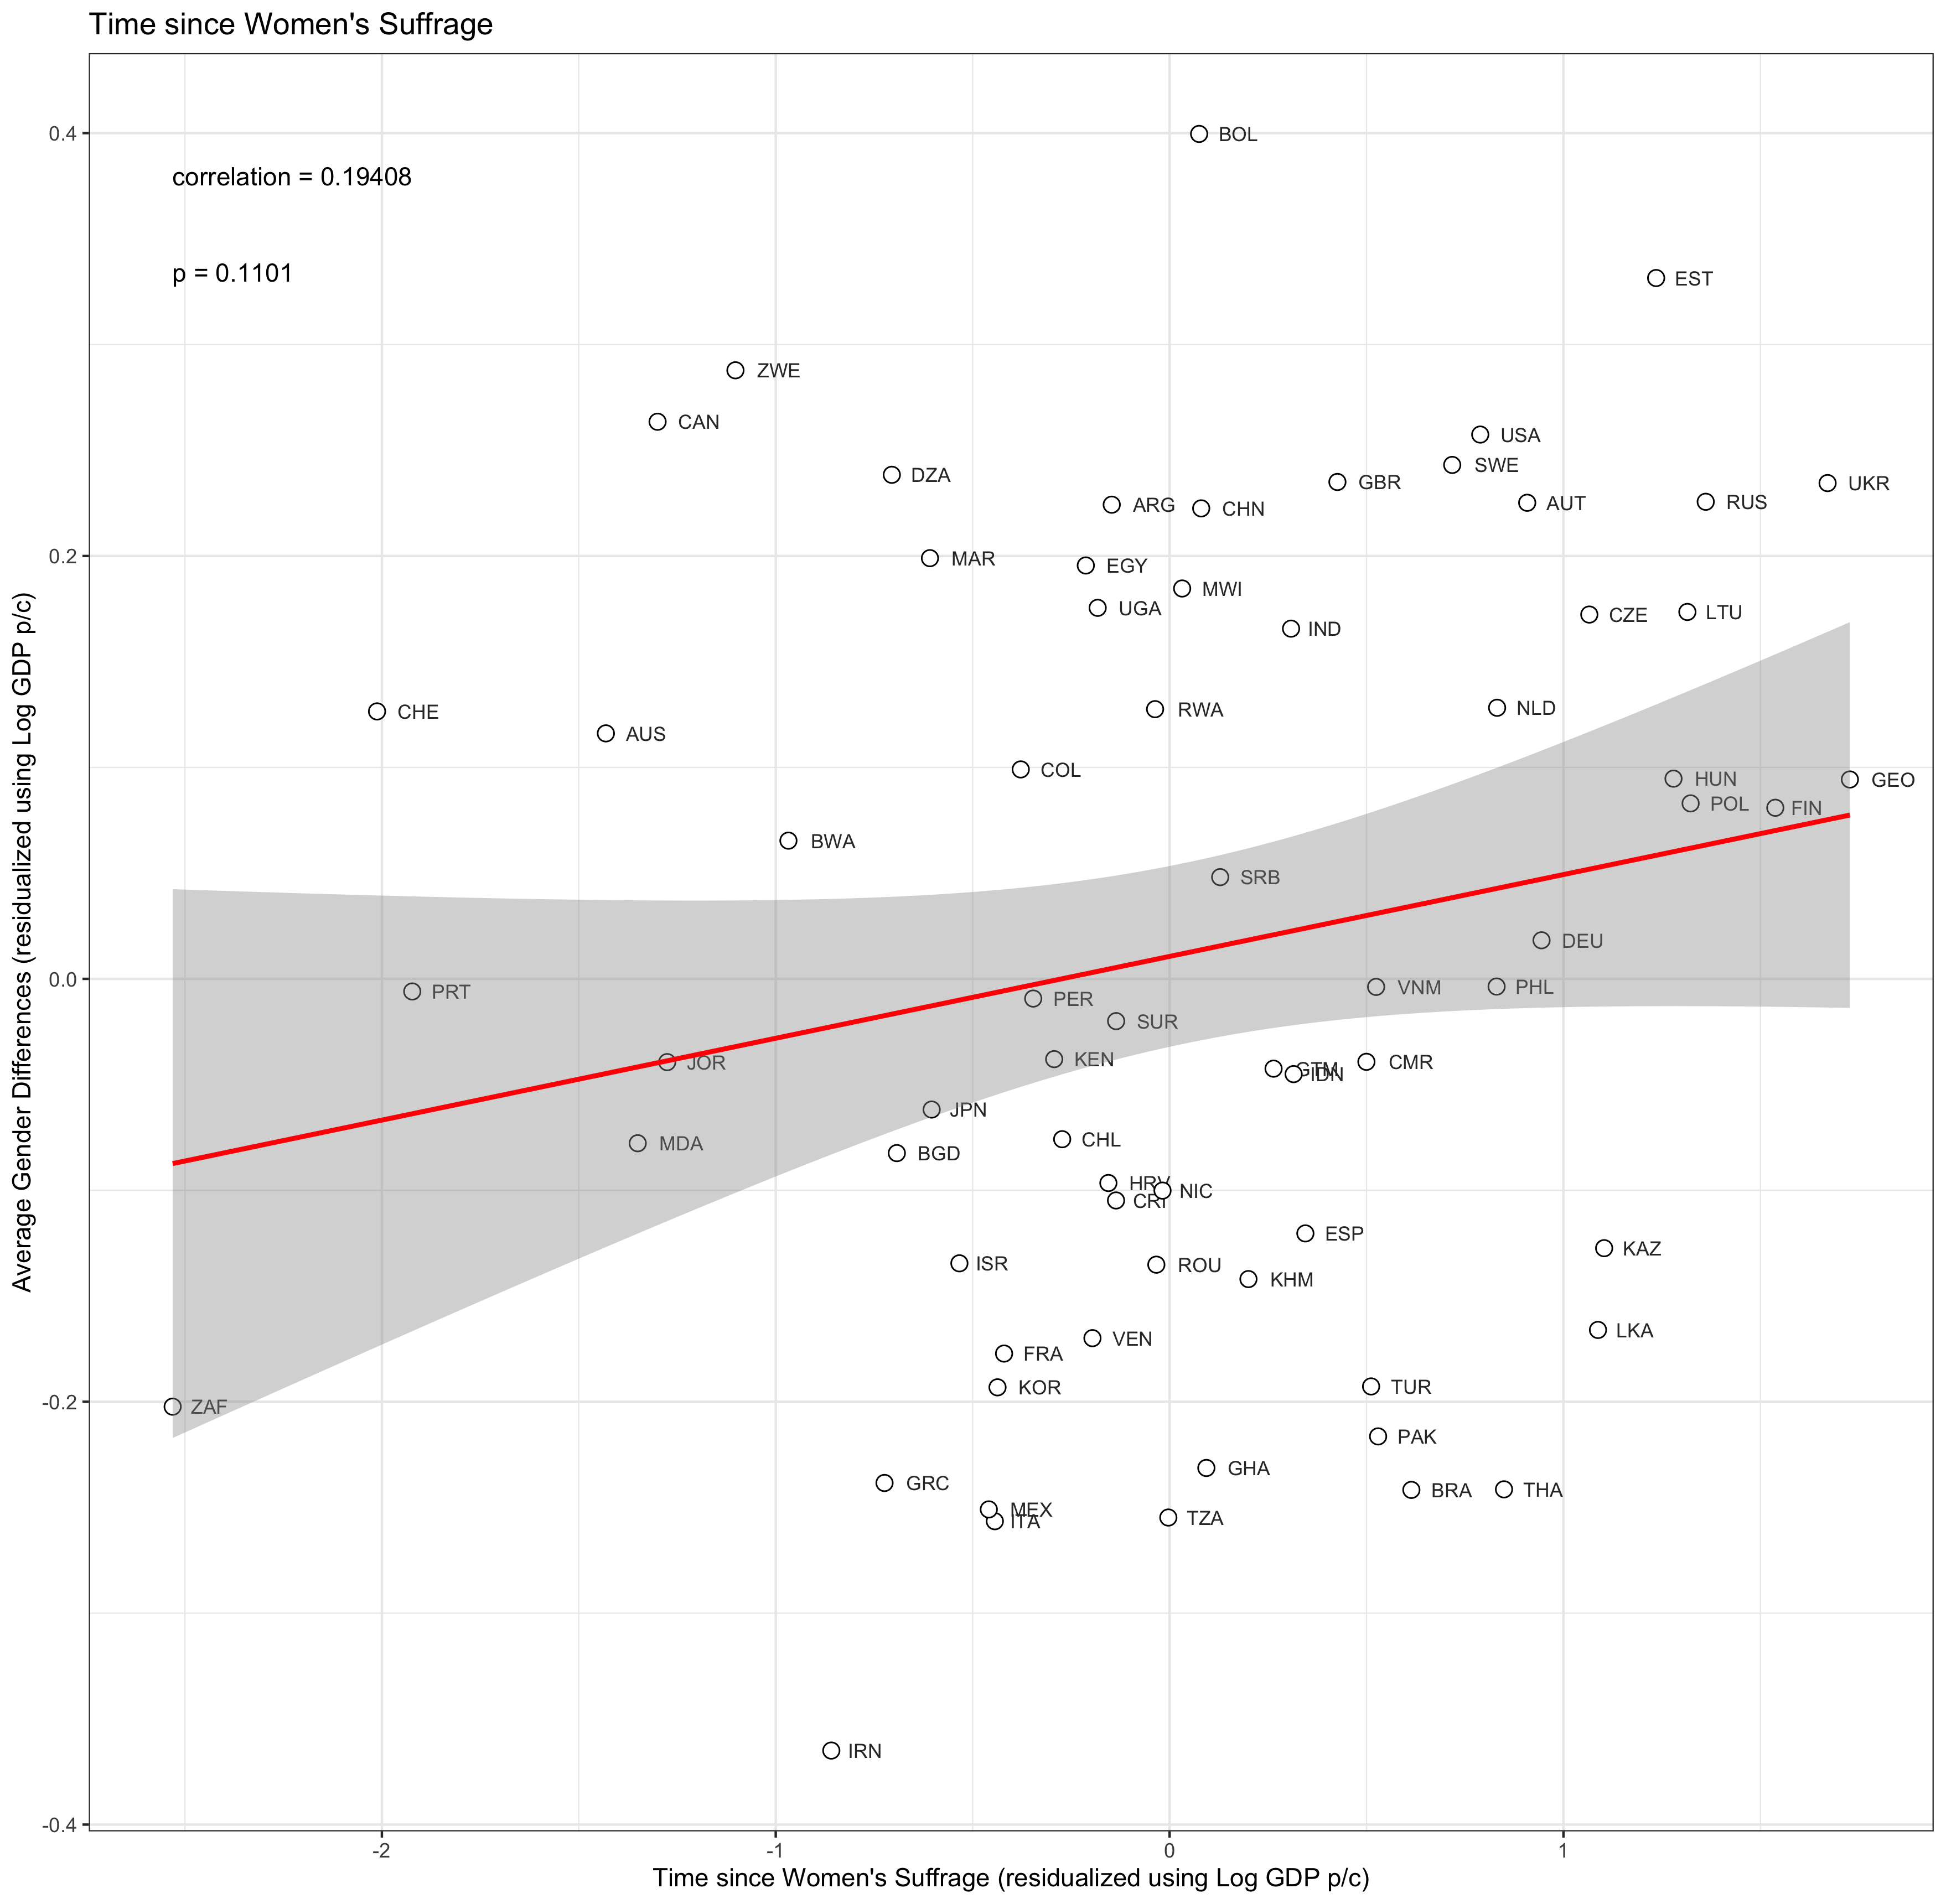 Time since Women's Suffrage
0.4
0.2
0.0
-0.2
-0.4
Average Gender Differences (residualized using Log GDP p/c)
correlation = 0.19408
p = 0.1101
BOL
EST
ZWE
CAN
USA
SWE
DZA
GBR
UKR
ARG
CHN
AUT
RUS
MAR
EGY
MWI
UGA
CZE
LTU
IND
CHE
RWA
NLD
AUS
COL
HUN
GEO
POL
FIN
BWA
SRB
DEU
PRT
VNM
PHL
PER
SUR
JOR
KEN
CMR
GTM
IDN
JPN
MDA
CHL
BGD
HRV
NIC
CRI
ESP
KAZ
ISR
ROU
KHM
LKA
VEN
FRA
KOR
TUR
ZAF
PAK
GHA
GRC
BRA
THA
MEX
ITA
TZA
IRN
-2
-1
0
1
Time since Women's Suffrage (residualized using Log GDP p/c)